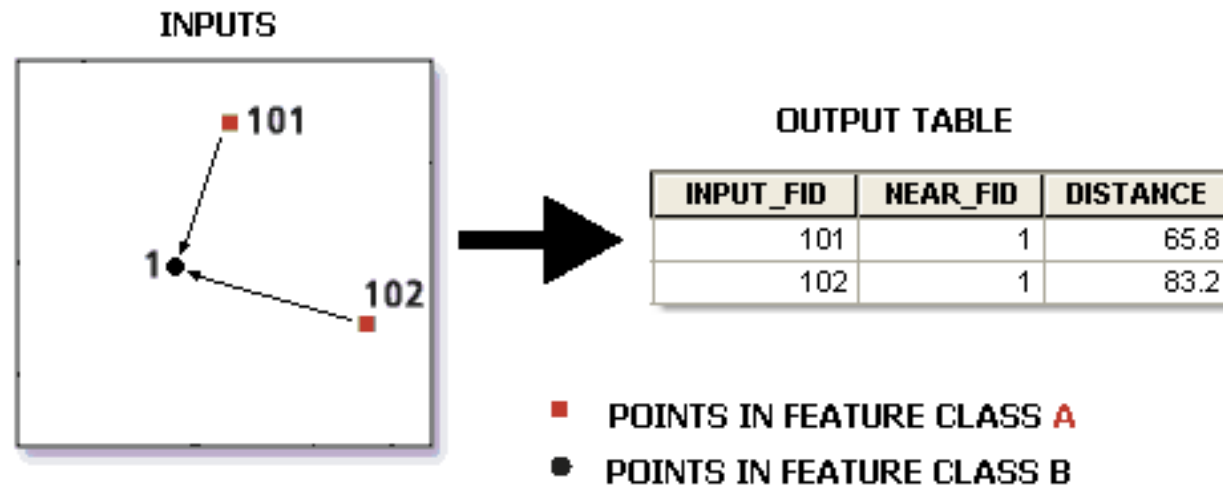 INPUTS
101
1
102
OUTPUT TABLE
INPUT_FID NEAR_FID DISTANCE
101 1 65.8
102 1 83.2
POINTS IN FEATURE CLASS A
POINTS IN FEATURE CLASS B